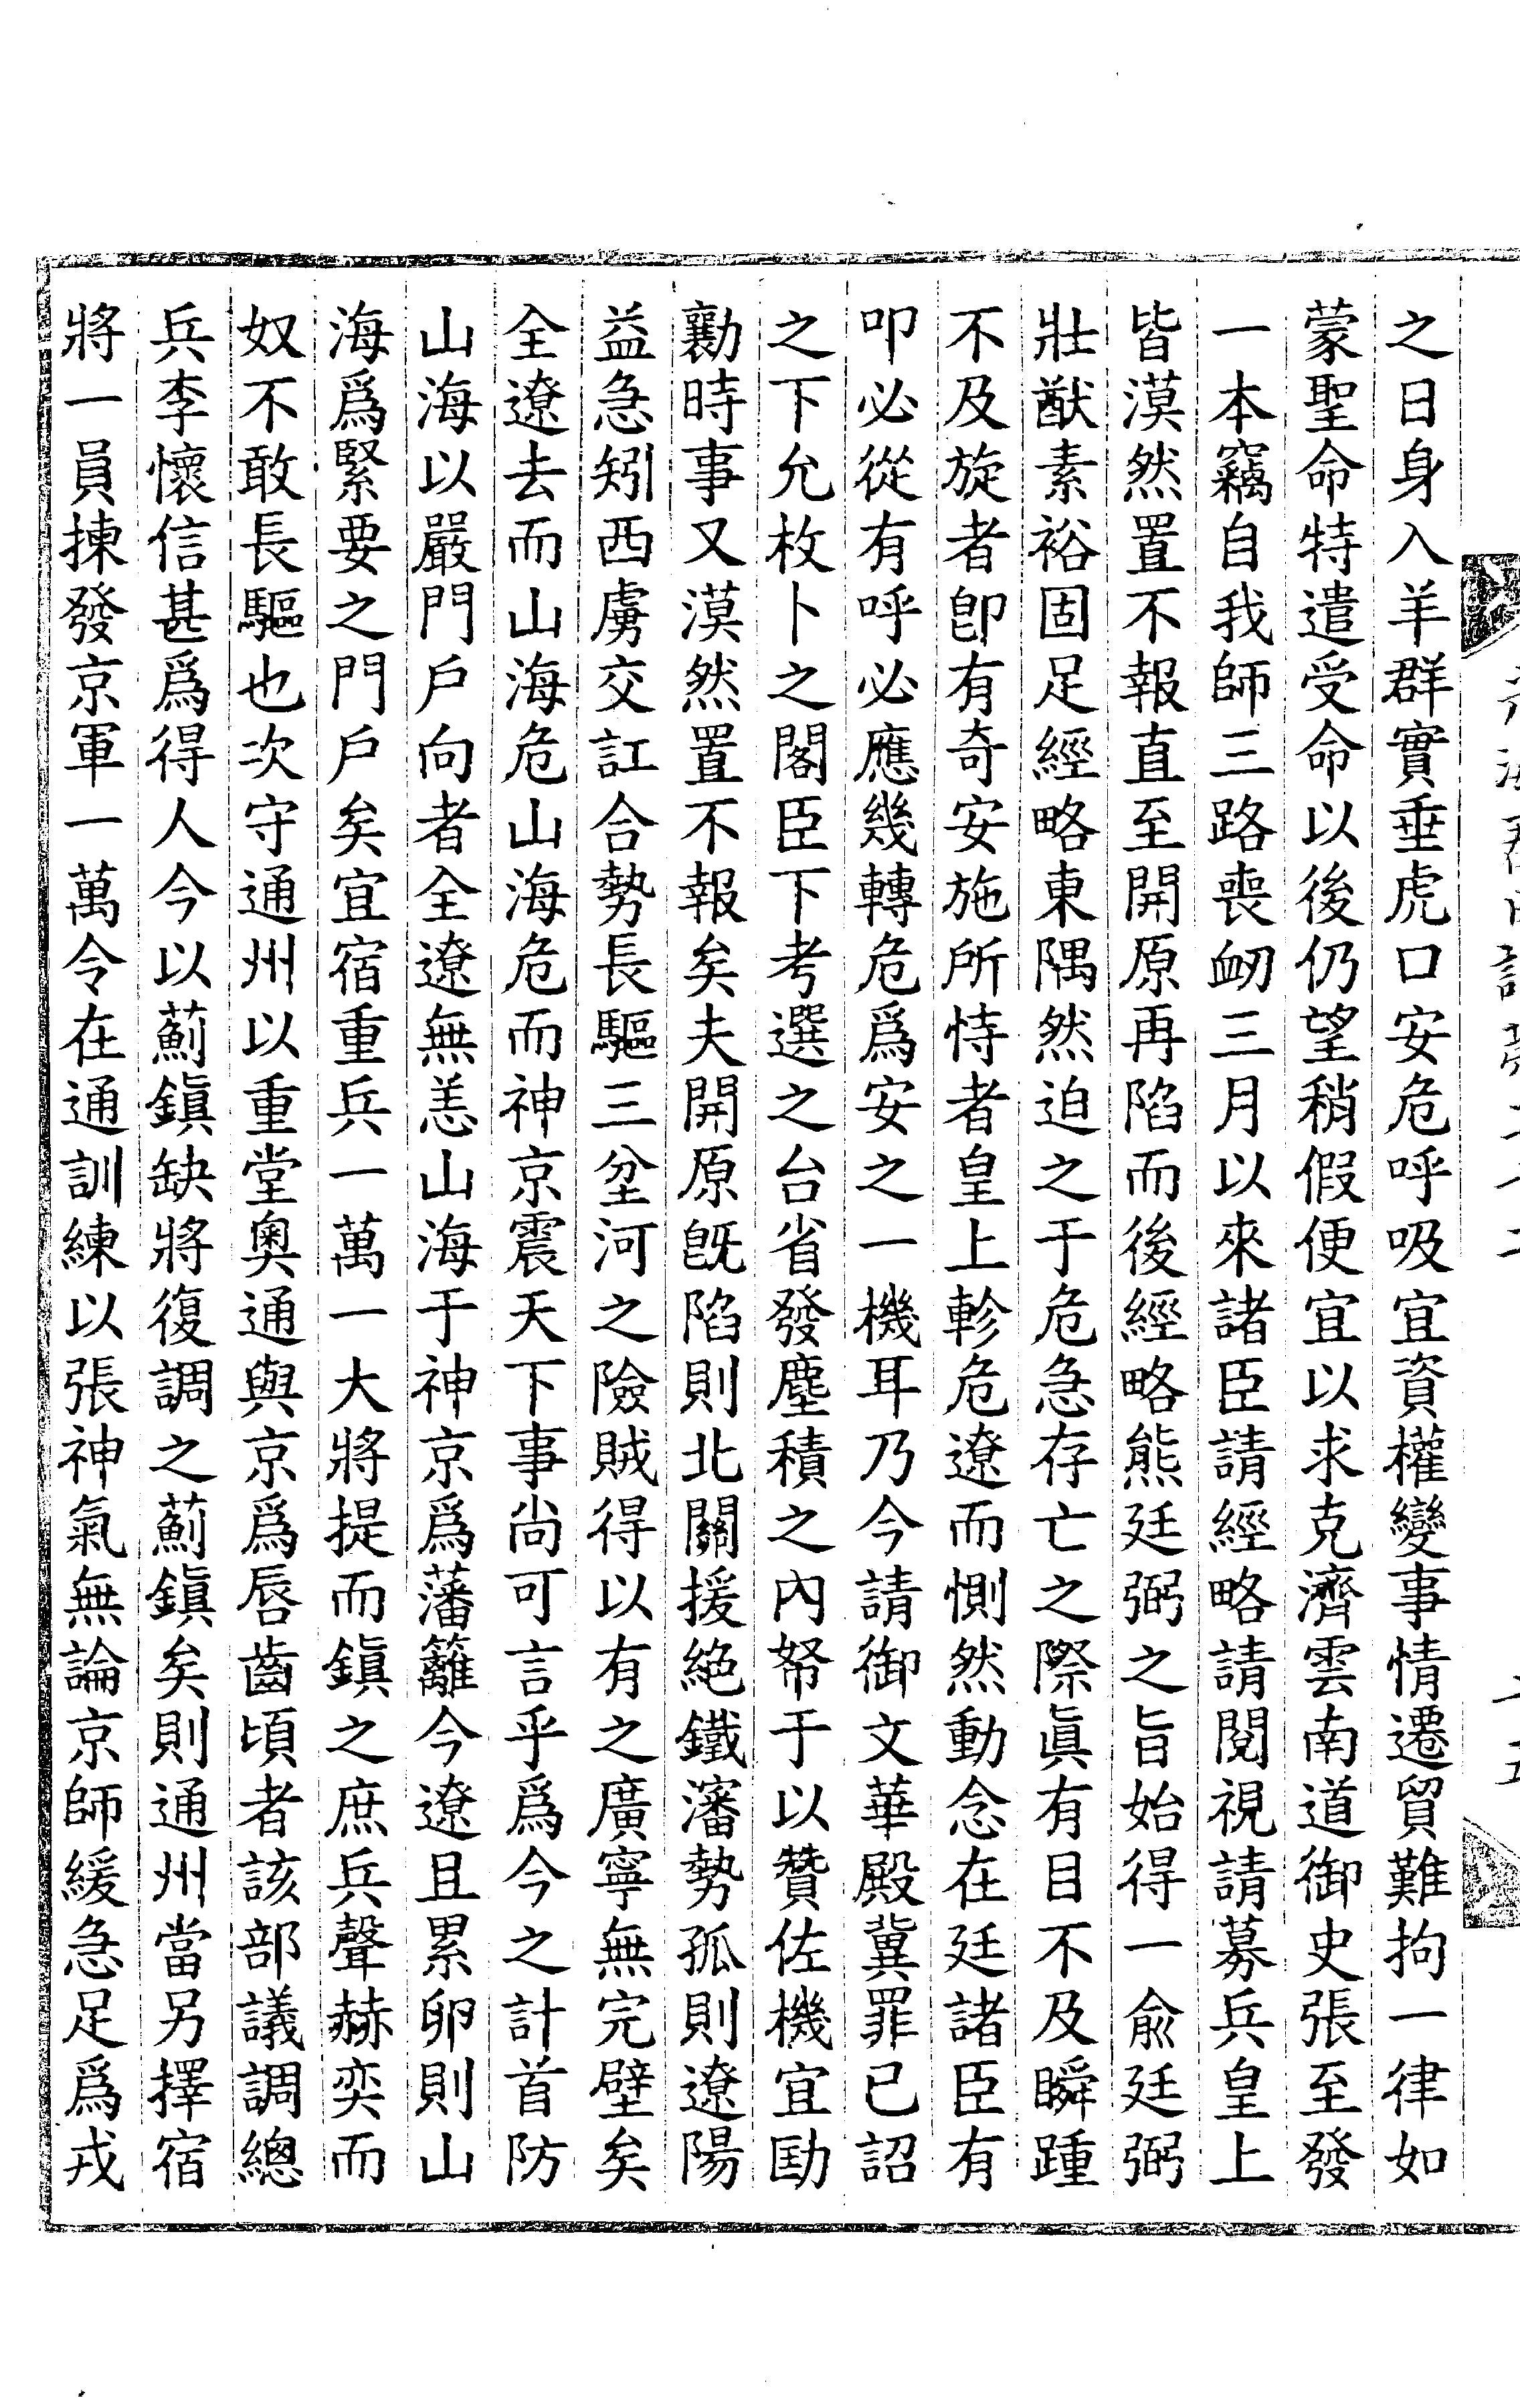 之日身入羊群實垂虎口安危呼吸宜資權變事情遷貿難拘一律如
蒙聖命特遣受命以後仍望稍假便宜以求克濟雲南道御史張至發
一本竊自我師三路喪衂三月以來諸臣請經略請閱視請募兵皇上
皆漠然置不報直至開原再陷而後經略熊廷弼之旨始得一俞廷弼
壯猷素裕固足經略東隅然迫之于危急存亡之際眞有目不及瞬踵
不及旋者卽有奇安施所恃者皇上軫危遼而惻然動念在廷諸臣有
叩必從有呼必應幾轉危爲安之一機耳乃今請御文華殿冀罪已詔
之下允枚卜之閣臣下考選之台省發塵積之內帑于以贊佐機宜劻
勷時事又漠然置不報矣夫開原旣陷則北關援絕鐵瀋勢孤則遼陽
益急矧西虜交訌合勢長驅三坌河之險賊得以有之廣寧無完壁矣
全遼去而山海危山海危而神京震天下事尚可言乎爲今之計首防
山海以嚴門戶向者全遼無恙山海于神京爲藩籬今遼且累卵則山
海爲緊要之門戶矣宜宿重兵一萬一大將提而鎮之庶兵聲赫奕而
奴不敢長驅也次守通州以重堂奧通與京爲唇齒頃者該部議調總
兵李懷信甚爲得人今以薊鎮缺將復調之薊鎮矣則通州當另擇宿
將一員揀發京軍一萬令在通訓練以張神氣無論京師緩急足爲戎